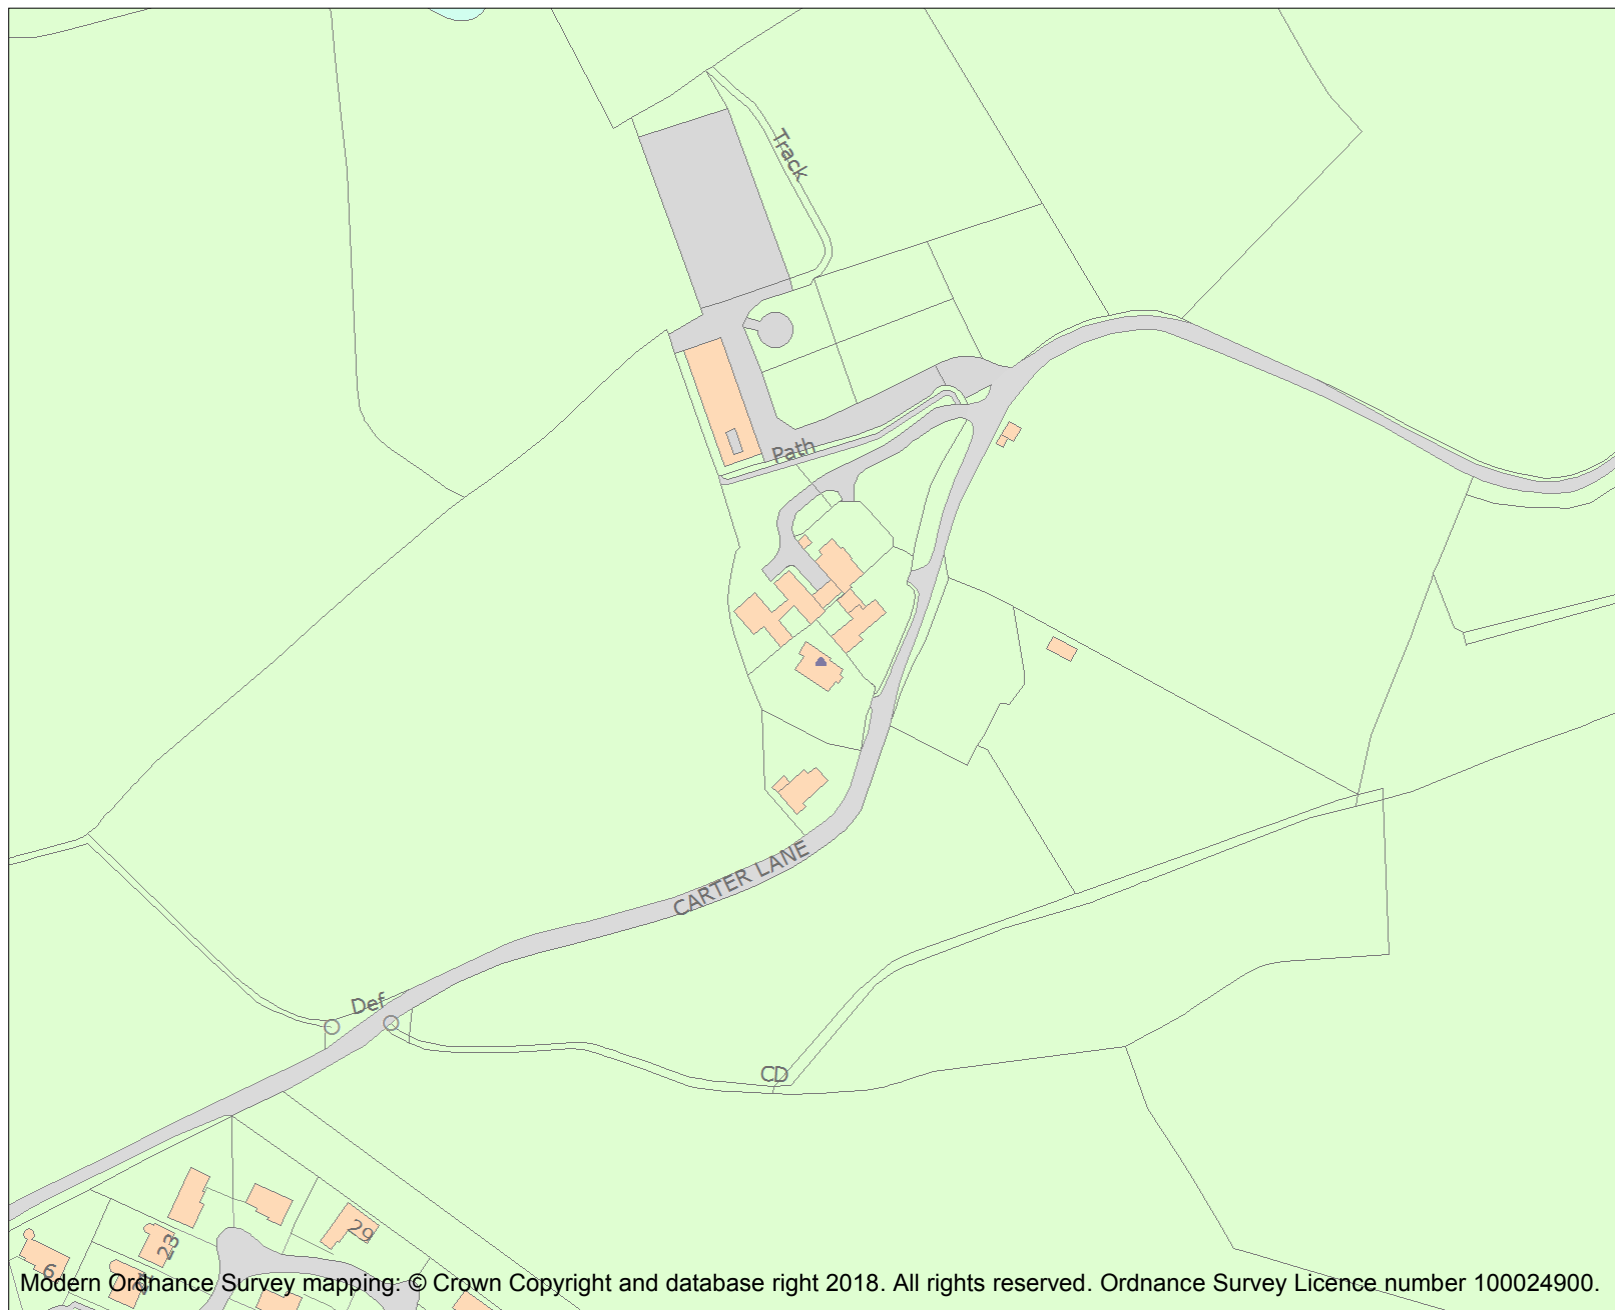 Track
Path
CARTER LANE
Def
CD
29
23
6
Modern Ordnance Survey mapping: © Crown Copyright and database right 2018. All rights reserved. Ordnance Survey Licence number 100024900.